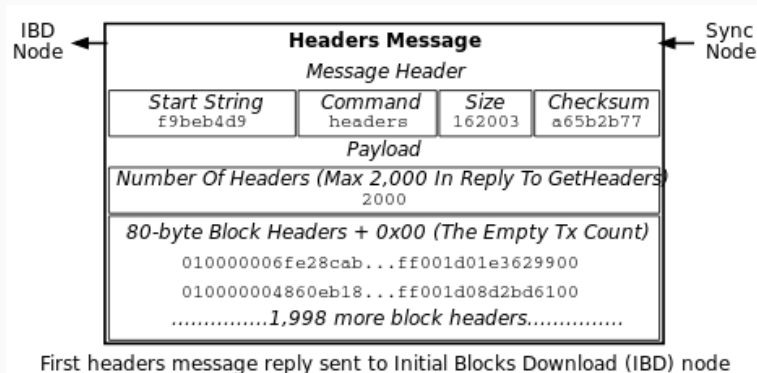 IBD
Node
Sync
Node
Headers Message
Message Header
Start String
f9beb4d9
Command
headers
Size
162003
Checksum
a65b2b77
Payload
Number Of Headers (Max 2,000 In Reply To GetHeaders)
2000
80-byte Block Headers + 0x00 (The Empty Tx Count)
010000006fe28cab...ff001d01e3629900
010000004860eb18...ff001d08d2bd6100
...............1,998 more block headers...............
First headers message reply sent to Initial Blocks Download (IBD) node